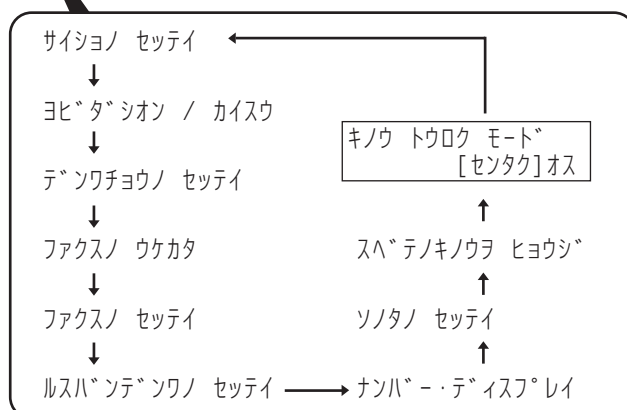 サイショノ セッテイ
ヨビダシオン / カイスウ
デンワチョウノ セッテイ
ファクスノ ウケカタ
ファクスノ セッテイ
ルスバンデンワノ セッテイ
ナンバー・ディスプレイ
ソノタノ セッテイ
スベテノキノウヲ ヒョウジ
キノウ トウロク モード
[センタク]オス